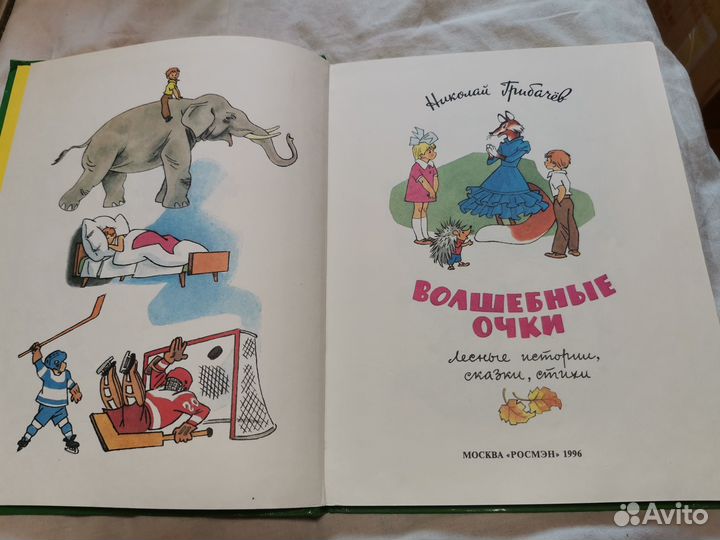 Николай Грибачёв
ВОЛШЕБНЫЕ
ОЧКИ
лесные истории,
сказки, стихи
МОСКВА «РОСМЭН» 1996
Avito